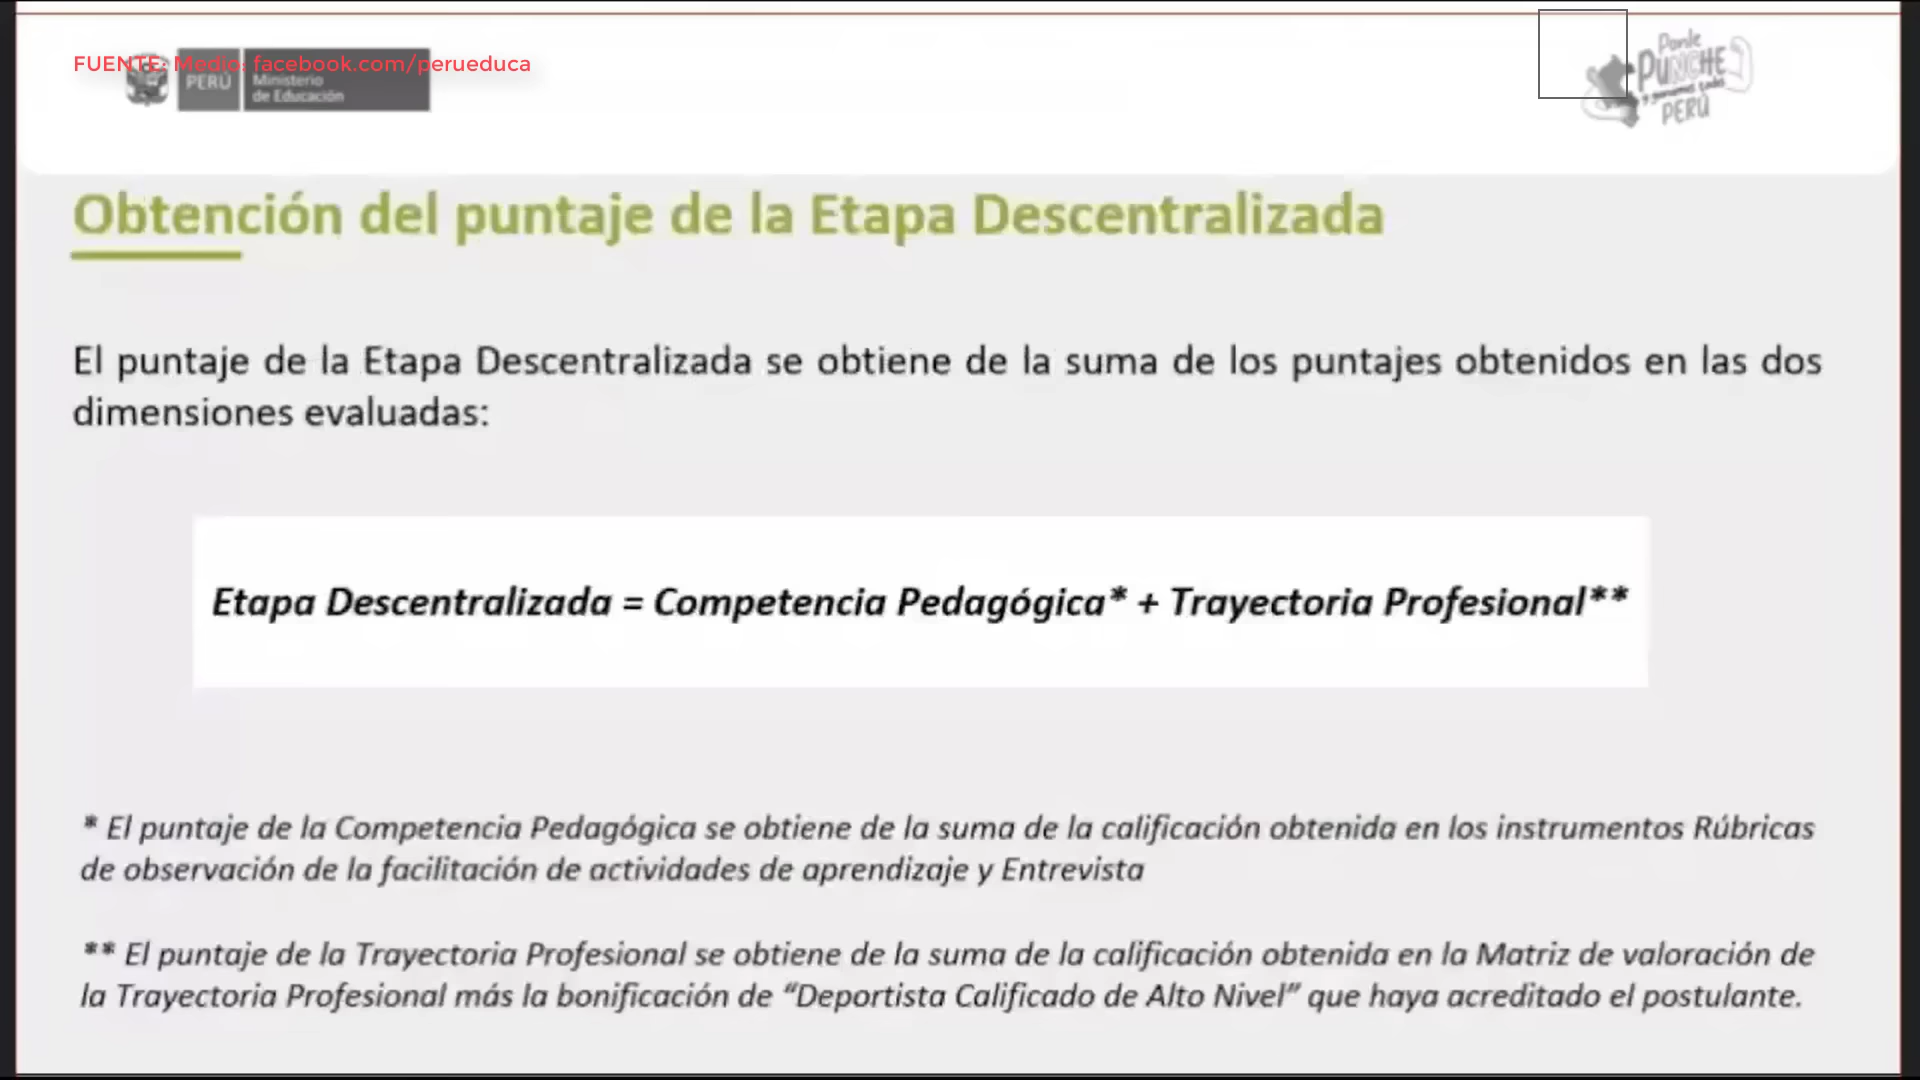 FUENTE: Medio: facebook.com/perueduca
PERÚ
Ministerio
de Educación
Ponle
PUNCHE
PERÚ
Obtención del puntaje de la Etapa Descentralizada
El puntaje de la Etapa Descentralizada se obtiene de la suma de los puntajes obtenidos en las dos
dimensiones evaluadas:
Etapa Descentralizada = Competencia Pedagógica* + Trayectoria Profesional**
* El puntaje de la Competencia Pedagógica se obtiene de la suma de la calificación obtenida en los instrumentos Rúbricas
de observación de la facilitación de actividades de aprendizaje y Entrevista
** El puntaje de la Trayectoria Profesional se obtiene de la suma de la calificación obtenida en la Matriz de valoración de
la Trayectoria Profesional más la bonificación de “Deportista Calificado de Alto Nivel” que haya acreditado el postulante.